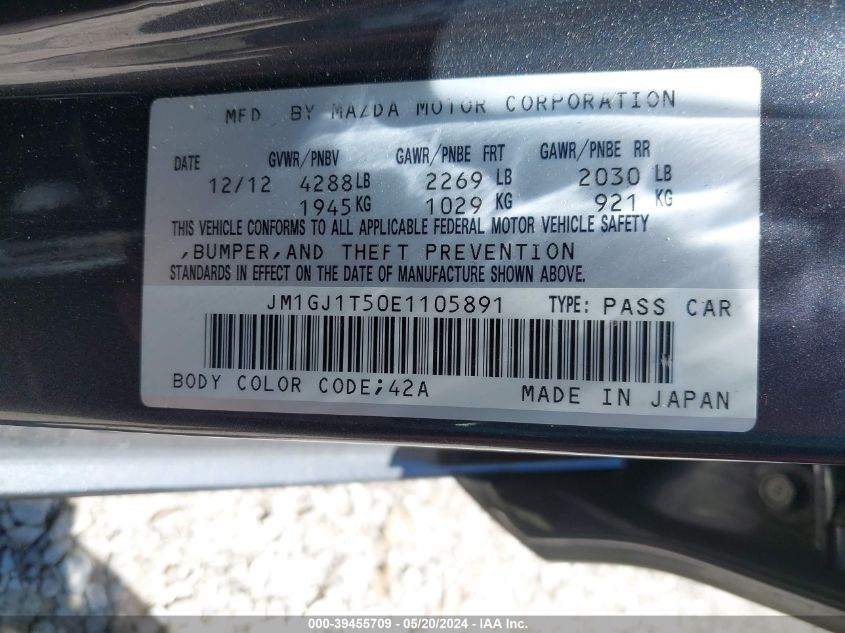 MFD BY MAZDA MOTOR CORPORATION
DATE GVWR/PNBV GAWR/PNBE FRT GAWR/PNBE RR
12/12 4288LB 2269 LB 2030 LB
1945KG 1029 KG 921 KG
THIS VEHICLE CONFORMS TO ALL APPLICABLE FEDERAL MOTOR VEHICLE SAFETY
,BUMPER,AND THEFT PREVENTION
STANDARDS IN EFFECT ON THE DATE OF MANUFACTURE SHOWN ABOVE.
JM1GJ1T50E1105891 TYPE: PASS CAR
BODY COLOR CODE;42A MADE IN JAPAN
000-39455709 - 05/20/2024 - IAA Inc.